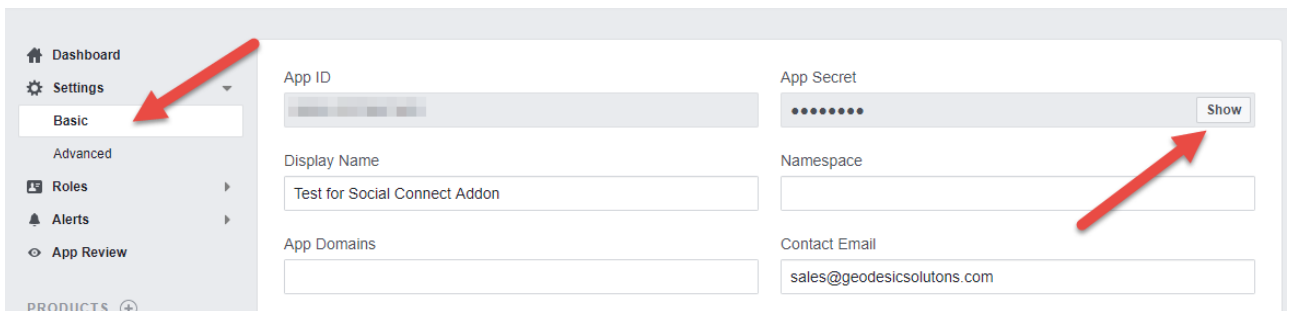 Dashboard
Settings
Basic
Advanced
Roles
Alerts
App Review
PRODUCTS
App ID
App Secret
●●●●●●●●
Show
Display Name
Namespace
Test for Social Connect Addon
App Domains
Contact Email
sales@geodesicsolutons.com